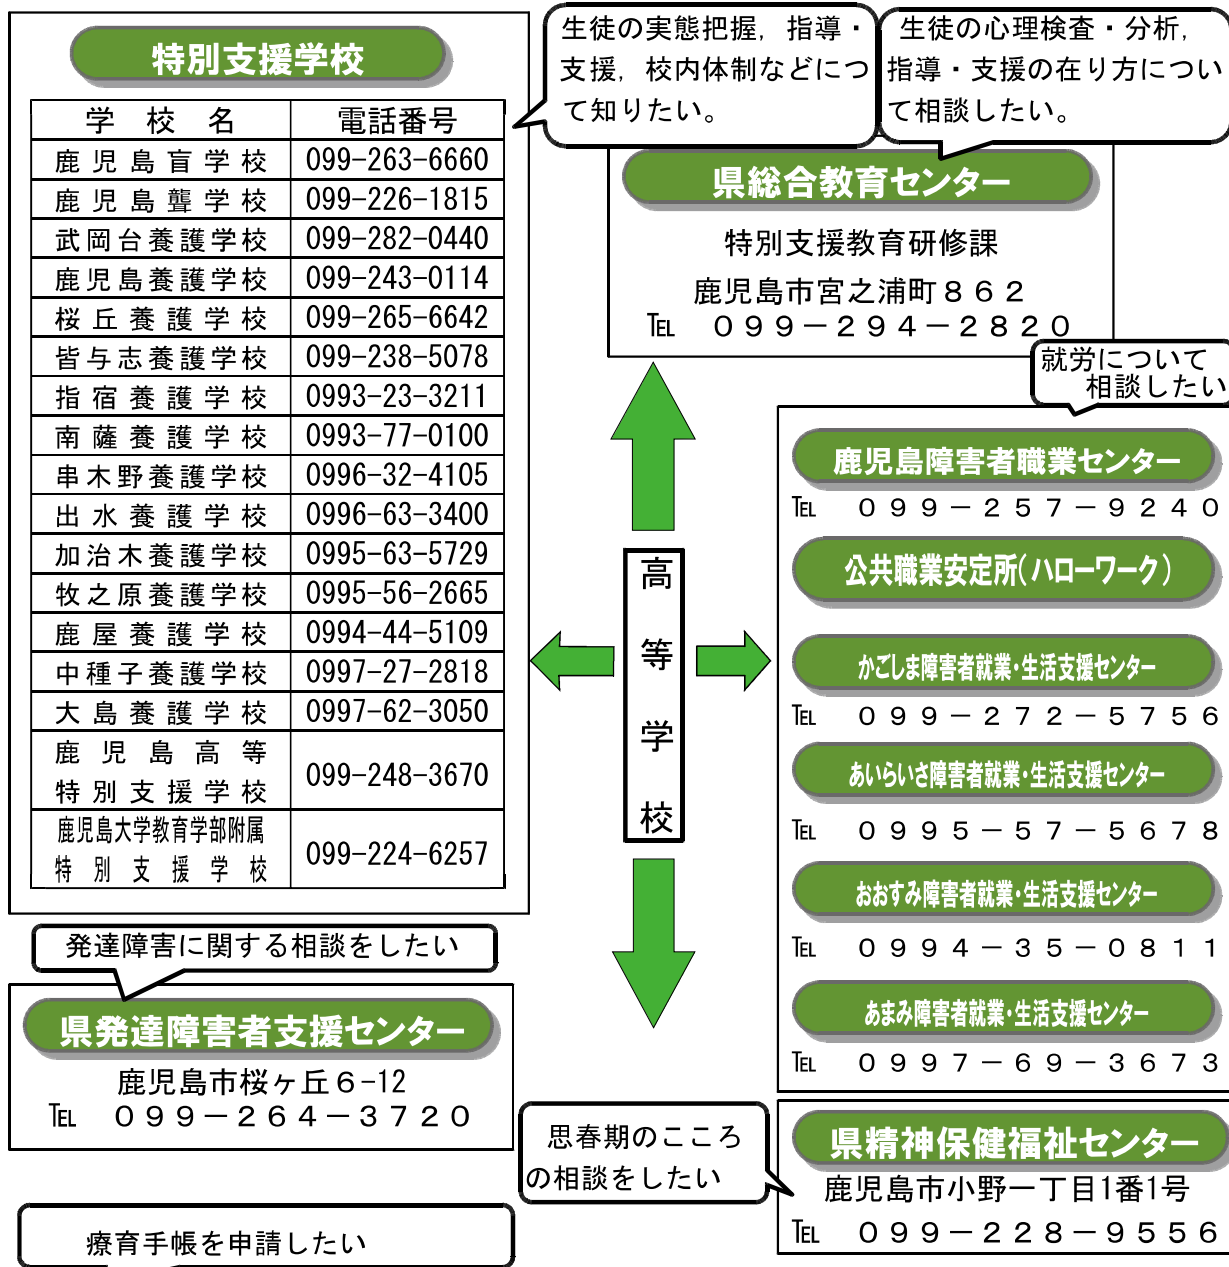 特別支援学校
学校名 電話番号
鹿児島盲学校 099-263-6660
鹿児島聾学校 099-226-1815
武岡台養護学校 099-282-0440
鹿児島養護学校 099-243-0114
桜丘養護学校 099-265-6642
皆与志養護学校 099-238-5078
指宿養護学校 0993-23-3211
南薩養護学校 0993-77-0100
串木野養護学校 0996-32-4105
出水養護学校 0996-63-3400
加治木養護学校 0995-63-5729
牧之原養護学校 0995-56-2665
鹿屋養護学校 0994-44-5109
中種子養護学校 0997-27-2818
大島養護学校 0997-62-3050
鹿児島高等
特別支援学校
099-248-3670
鹿児島大学教育学部附属
特別支援学校
099-224-6257
生徒の実態把握，指導・
支援，校内体制などにつ
て知りたい。
生徒の心理検査・分析，
指導・支援の在り方につい
て相談したい。
県総合教育センター
特別支援教育研修課
鹿児島市宮之浦町８６２
℡ ０９９－２９４－２８２０
就労について
相談したい
鹿児島障害者職業センター
℡ ０９９－２５７－９２４０
公共職業安定所(ハローワーク)
かごしま障害者就業・生活支援センター
℡ ０９９－２７２－５７５６
あいらいさ障害者就業・生活支援センター
℡ ０９９５－５７－５６７８
おおすみ障害者就業・生活支援センター
℡ ０９９４－３５－０８１１
あまみ障害者就業・生活支援センター
℡ ０９９７－６９－３６７３
高等学校
発達障害に関する相談をしたい
県発達障害者支援センター
鹿児島市桜ヶ丘６-12
℡ ０９９－２６４－３７２０
思春期のこころ
の相談をしたい
県精神保健福祉センター
鹿児島市小野一丁目1番1号
℡ ０９９－２２８－９５５６
療育手帳を申請したい